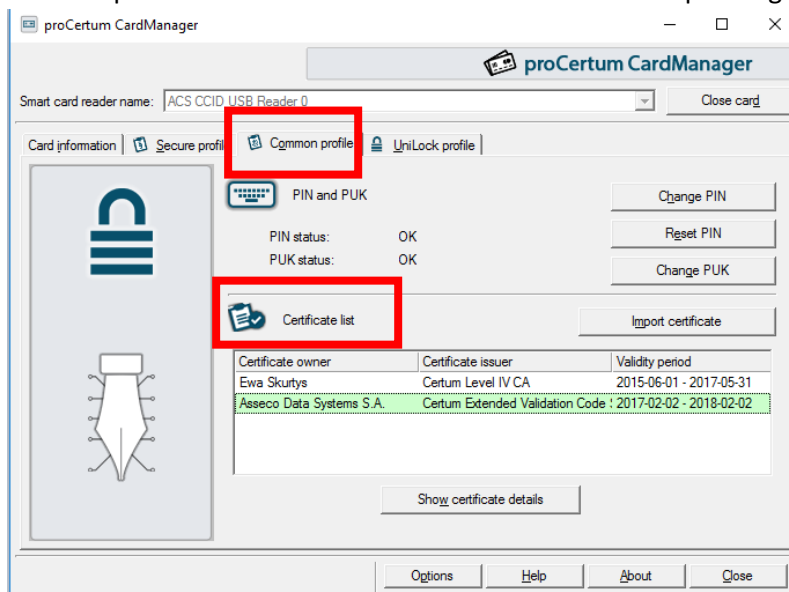 proCertum CardManager
proCertum CardManager
Smart card reader name: ACS CCID USB Reader 0 Close card
Card information Secure profil Common profile UniLock profile
PIN and PUK Change PIN
PIN status: OK Reset PIN
PUK status: OK
Change PUK
Certificate list Import certificate
Certificate owner Certificate issuer Validity period
Ewa Skurtys Certum Level IV CA 2015-06-01 - 2017-05-31
Asseco Data Systems S.A. Certum Extended Validation Code 2017-02-02 - 2018-02-02
Show certificate details
Options Help About Close